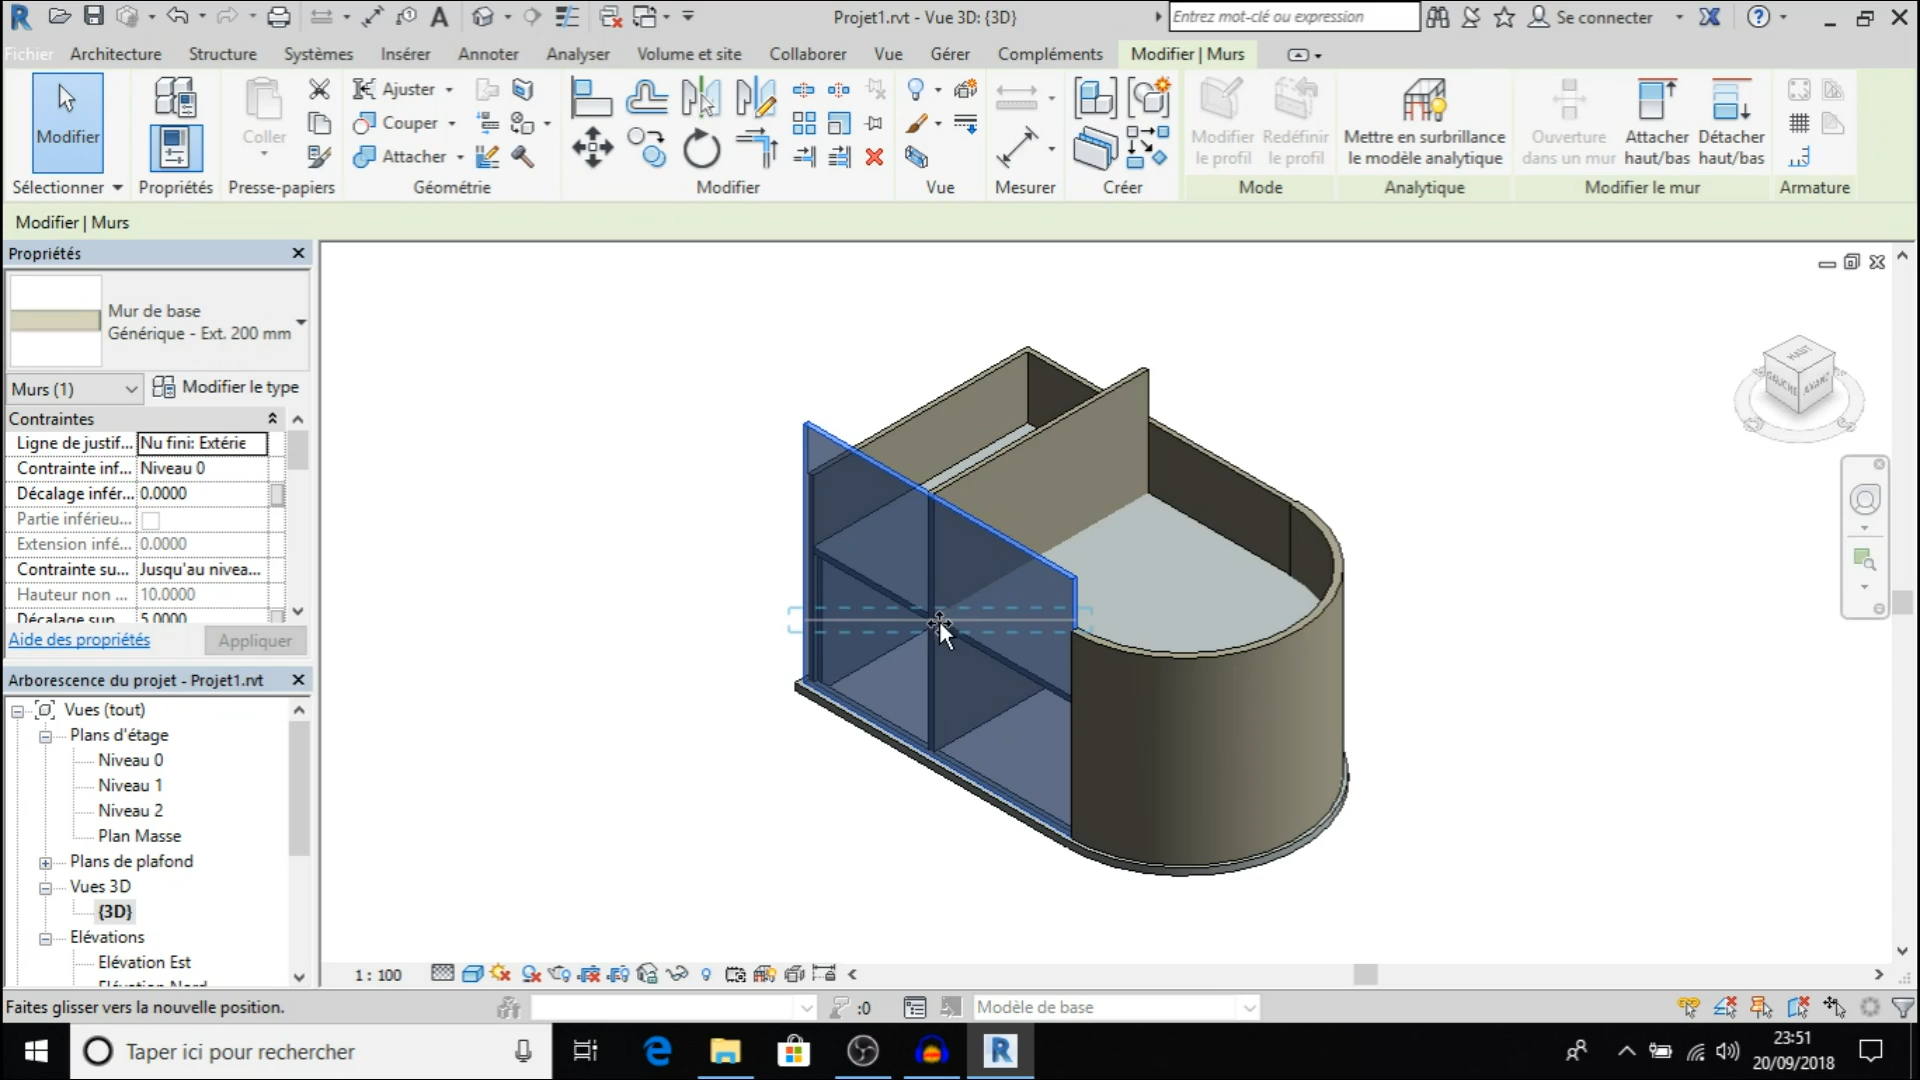 Projet1.rvt - Vue 3D: {3D}
Entrez mot-clé ou expression
Se connecter
Fichier
Architecture
Structure
Systèmes
Insérer
Annoter
Analyser
Volume et site
Collaborer
Vue
Gérer
Compléments
Modifier | Murs
Modifier
Ajuster
Couper
Attacher
Coller
Modifier
le profil
Redéfinir
le profil
Mettre en surbrillance
le modèle analytique
Ouverture
dans un mur
Attacher
haut/bas
Détacher
haut/bas
Sélectionner
Propriétés
Presse-papiers
Géométrie
Modifier
Vue
Mesurer
Créer
Mode
Analytique
Modifier le mur
Armature
Modifier | Murs
Propriétés
Mur de base
Générique - Ext. 200 mm
Murs (1)
Modifier le type
Contraintes
Ligne de justif... Nu fini: Extérie
Contrainte inf... Niveau 0
Décalage infér... 0.0000
Partie inférieu...
Extension infé... 0.0000
Contrainte su... Jusqu'au nivea...
Hauteur non ... 10.0000
Décalage sup... 5.0000
Aide des propriétés
Appliquer
Arborescence du projet - Projet1.rvt
Vues (tout)
Plans d'étage
Niveau 0
Niveau 1
Niveau 2
Plan Masse
Plans de plafond
Vues 3D
{3D}
Elévations
Elévation Est
Elévation Nord
HAUT
GAUCHE
AVANT
1 : 100
Faites glisser vers la nouvelle position.
:0
Modèle de base
Taper ici pour rechercher
23:51
20/09/2018